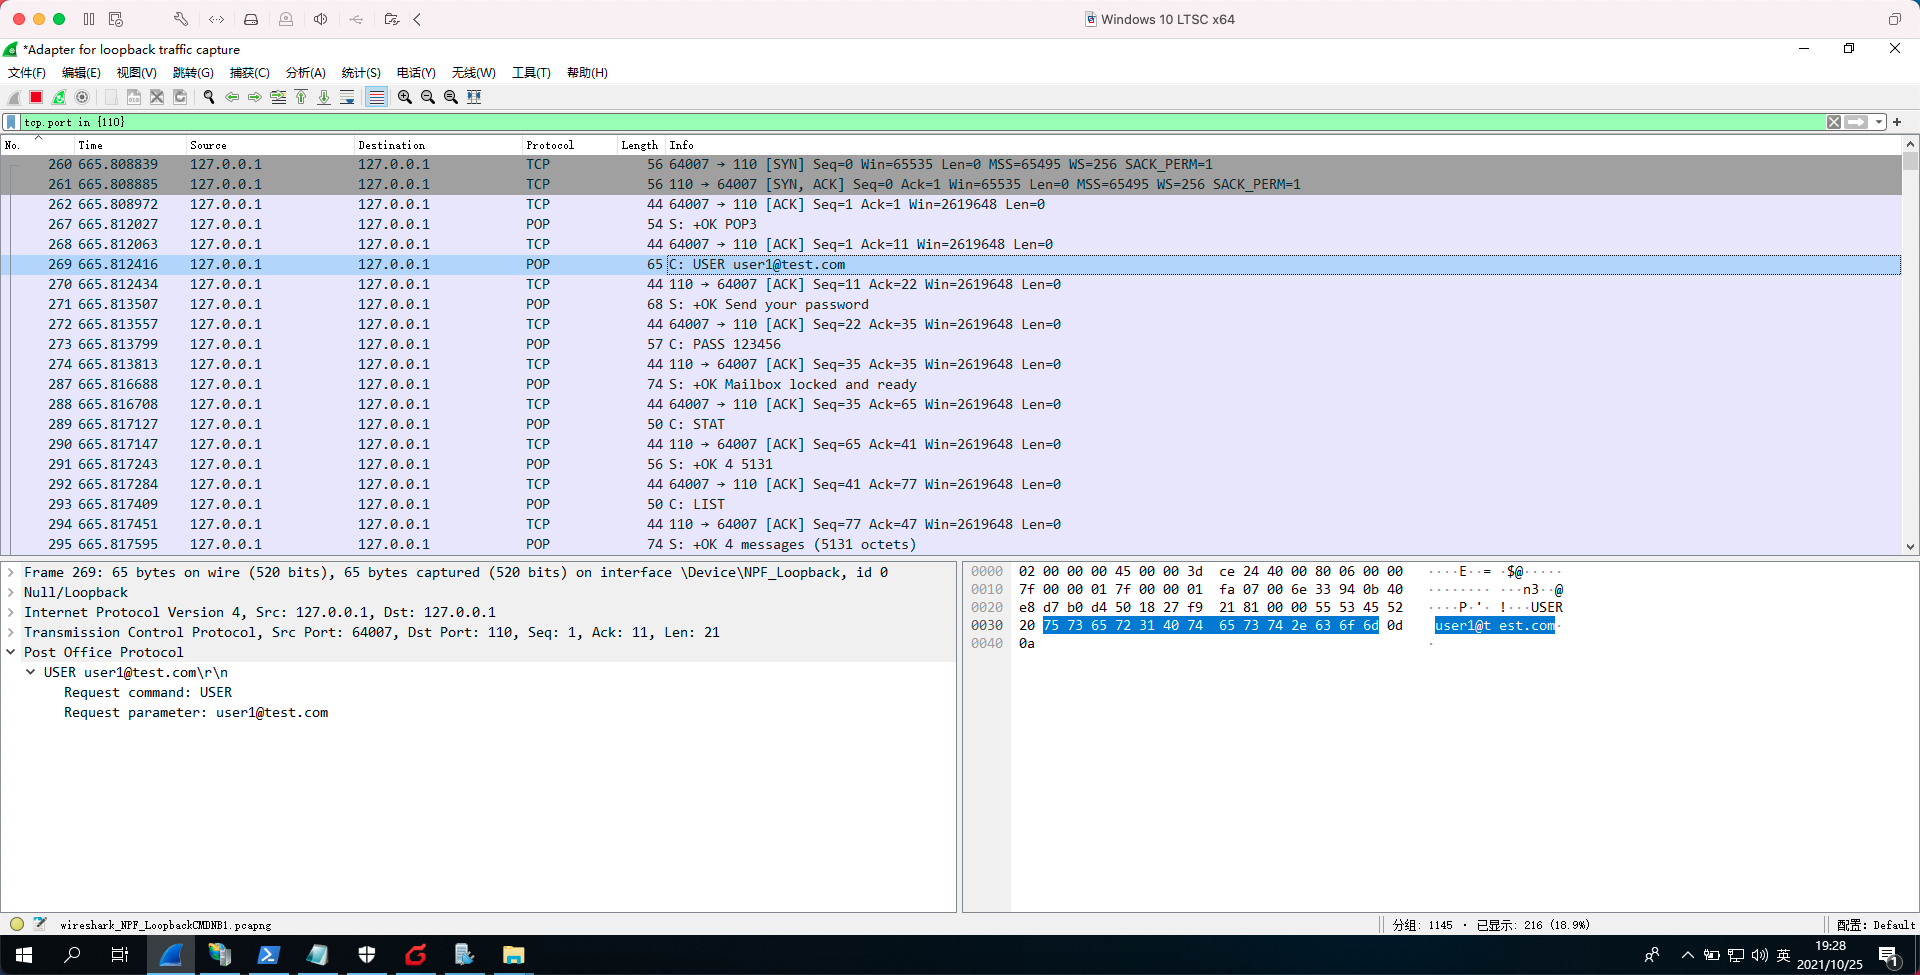 Windows 10 LTSC x64
*Adapter for loopback traffic capture
文件(F) 编辑(E) 视图(V) 跳转(G) 捕获(C) 分析(A) 统计(S) 电话(Y) 无线(W) 工具(T) 帮助(H)
tcp.port in {110}
No. Time Source Destination Protocol Length Info
260 665.808839 127.0.0.1 127.0.0.1 TCP 56 64007 → 110 [SYN] Seq=0 Win=65535 Len=0 MSS=65495 WS=256 SACK_PERM=1
261 665.808885 127.0.0.1 127.0.0.1 TCP 56 110 → 64007 [SYN, ACK] Seq=0 Ack=1 Win=65535 Len=0 MSS=65495 WS=256 SACK_PERM=1
262 665.808972 127.0.0.1 127.0.0.1 TCP 44 64007 → 110 [ACK] Seq=1 Ack=1 Win=2619648 Len=0
267 665.812027 127.0.0.1 127.0.0.1 POP 54 S: +OK POP3
268 665.812063 127.0.0.1 127.0.0.1 TCP 44 64007 → 110 [ACK] Seq=1 Ack=11 Win=2619648 Len=0
269 665.812416 127.0.0.1 127.0.0.1 POP 65 C: USER user1@test.com
270 665.812434 127.0.0.1 127.0.0.1 TCP 44 110 → 64007 [ACK] Seq=11 Ack=22 Win=2619648 Len=0
271 665.813507 127.0.0.1 127.0.0.1 POP 68 S: +OK Send your password
272 665.813557 127.0.0.1 127.0.0.1 TCP 44 64007 → 110 [ACK] Seq=22 Ack=35 Win=2619648 Len=0
273 665.813799 127.0.0.1 127.0.0.1 POP 57 C: PASS 123456
274 665.813813 127.0.0.1 127.0.0.1 TCP 44 110 → 64007 [ACK] Seq=35 Ack=35 Win=2619648 Len=0
287 665.816688 127.0.0.1 127.0.0.1 POP 74 S: +OK Mailbox locked and ready
288 665.816708 127.0.0.1 127.0.0.1 TCP 44 64007 → 110 [ACK] Seq=35 Ack=65 Win=2619648 Len=0
289 665.817127 127.0.0.1 127.0.0.1 POP 50 C: STAT
290 665.817147 127.0.0.1 127.0.0.1 TCP 44 110 → 64007 [ACK] Seq=65 Ack=41 Win=2619648 Len=0
291 665.817243 127.0.0.1 127.0.0.1 POP 56 S: +OK 4 5131
292 665.817284 127.0.0.1 127.0.0.1 TCP 44 64007 → 110 [ACK] Seq=41 Ack=77 Win=2619648 Len=0
293 665.817409 127.0.0.1 127.0.0.1 POP 50 C: LIST
294 665.817451 127.0.0.1 127.0.0.1 TCP 44 110 → 64007 [ACK] Seq=77 Ack=47 Win=2619648 Len=0
295 665.817595 127.0.0.1 127.0.0.1 POP 74 S: +OK 4 messages (5131 octets)
Frame 269: 65 bytes on wire (520 bits), 65 bytes captured (520 bits) on interface \Device\NPF_Loopback, id 0
Null/Loopback
Internet Protocol Version 4, Src: 127.0.0.1, Dst: 127.0.0.1
Transmission Control Protocol, Src Port: 64007, Dst Port: 110, Seq: 1, Ack: 11, Len: 21
Post Office Protocol
USER user1@test.com\r\n
Request command: USER
Request parameter: user1@test.com
0000 02 00 00 00 45 00 00 3d ce 24 40 00 80 06 00 00 ····E··= ·$@·····
0010 7f 00 00 01 7f 00 00 01 fa 07 00 6e 33 94 0b 40 ········ ···n3··@
0020 e8 d7 b0 d4 50 18 27 f9 21 81 00 00 55 53 45 52 ····P·'· !···USER
0030 20 75 73 65 72 31 40 74 65 73 74 2e 63 6f 6d 0d user1@t est.com·
0040 0a ·
wireshark_NPF_LoopbackCMDNB1.pcapng 分组: 1145 · 已显示: 216 (18.9%) 配置: Default
英
19:28
2021/10/25
1